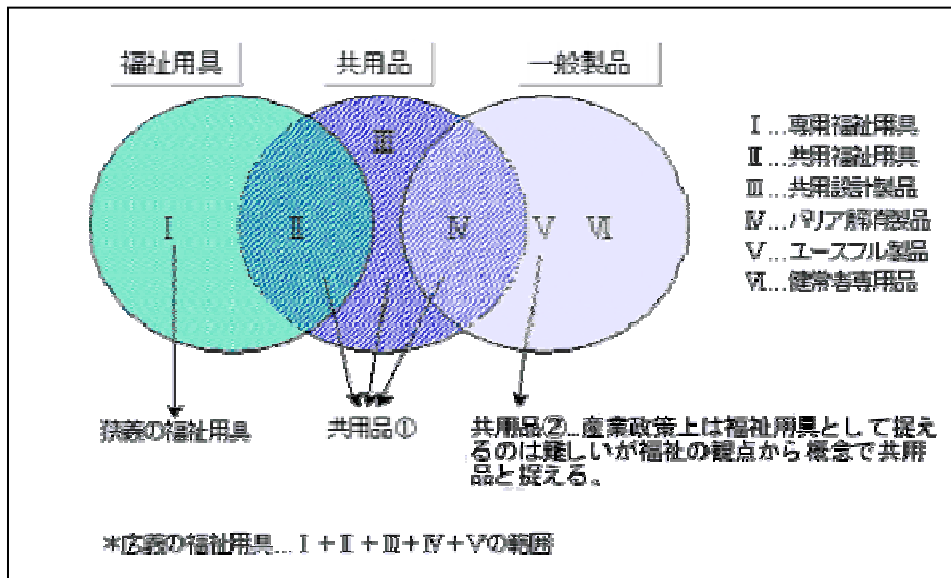 福祉用具
共用品
一般製品
Ⅰ
Ⅱ
Ⅲ
Ⅳ
Ⅴ
Ⅵ
Ⅰ…専用福祉用具
Ⅱ…共用福祉用具
Ⅲ…共用設計製品
Ⅳ…バリア解消製品
Ⅴ…ユースフル製品
Ⅵ…健常者専用品
狭義の福祉用具
共用品①
共用品②…産業政策上は福祉用具として捉え
るのは難しいが福祉の観点から概念で共用
品と捉える。
*広義の福祉用具…Ⅰ+Ⅱ+Ⅲ+Ⅳ+Ⅴの範囲